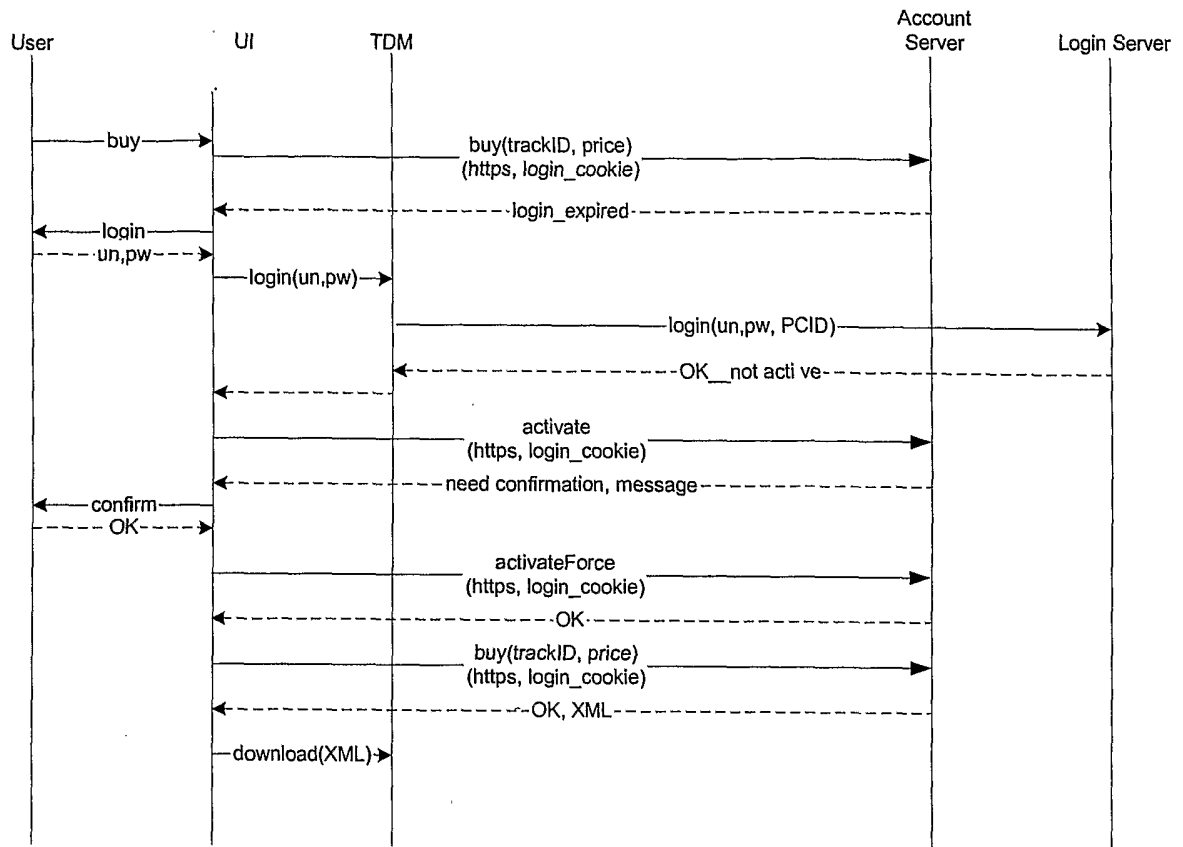 Account
User UI TDM Server Login Server
buy
buy(trackID, price)
(https, login_cookie)
login_expired
login
un,pw
login(un,pw)
login(un,pw, PCID)
OK__not acti ve
activate
(https, login_cookie)
need confirmation, message
confirm
OK
activateForce
(https, login_cookie)
OK
buy(trackID, price)
(https, login_cookie)
OK, XML
download(XML)